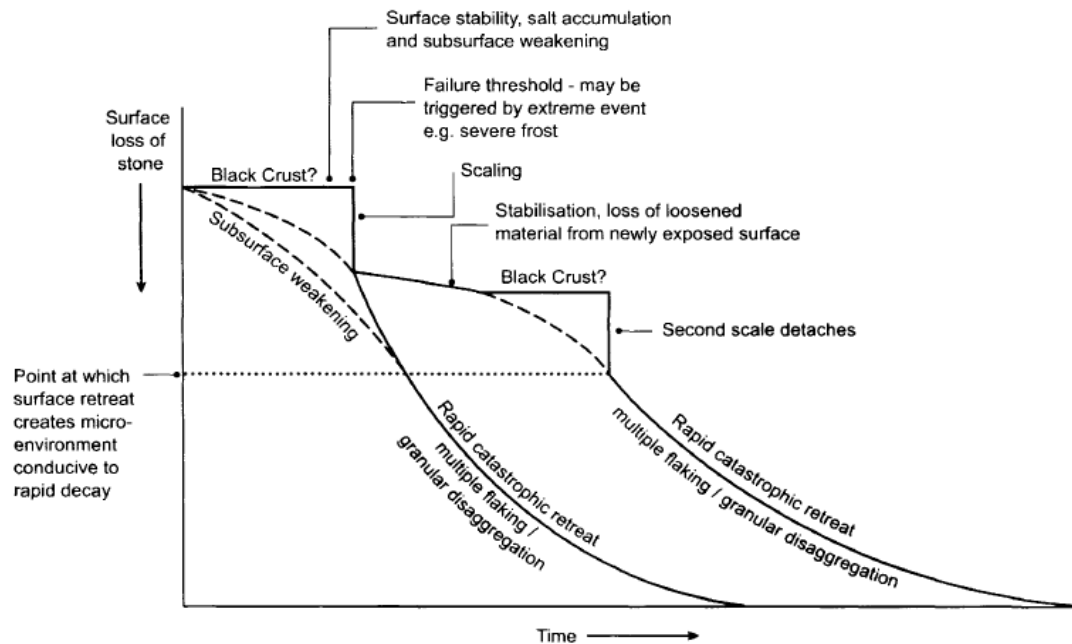 Surface stability, salt accumulation
and subsurface weakening
Failure threshold - may be
triggered by extreme event
e.g. severe frost
Surface
loss of
stone
Black Crust?
Scaling
Subsurface weakening
Stabilisation, loss of loosened
material from newly exposed surface
Black Crust?
Second scale detaches
Point at which
surface retreat
creates micro-
environment
conducive to
rapid decay
Rapid catastrophic retreat
multiple flaking /
granular disaggregation
Rapid catastrophic retreat
multiple flaking / granular disaggregation
Time